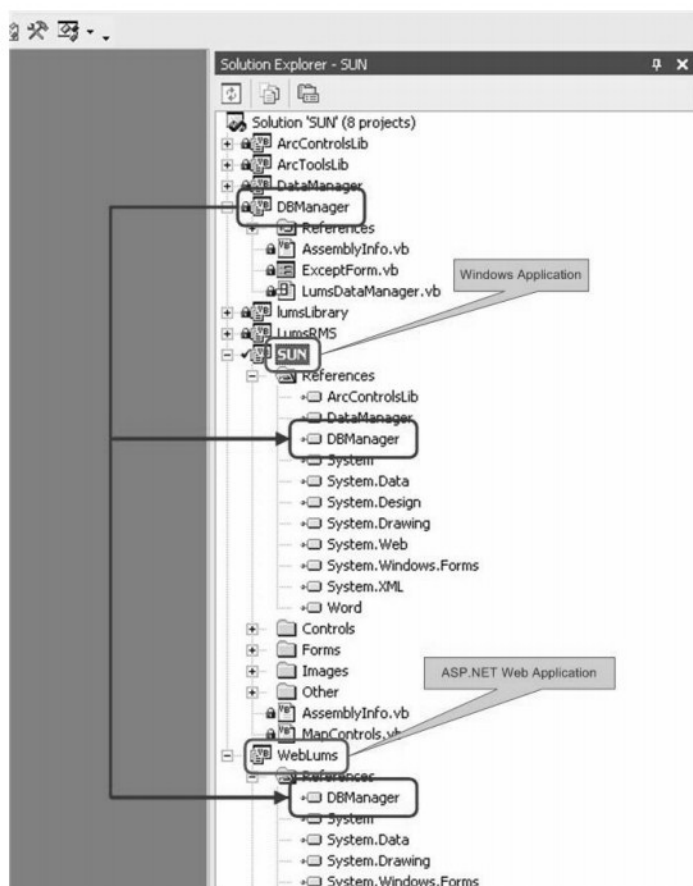 Solution Explorer - SUN
Solution 'SUN' (8 projects)
ArcControlsLib
ArcToolsLib
DataManager
DBManager
References
AssemblyInfo.vb
ExceptForm.vb
Windows Application
LumsDataManager.vb
lumsLibrary
LumsRMS
SUN
References
ArcControlsLib
DataManager
DBManager
System
System.Data
System.Design
System.Drawing
System.Web
System.Windows.Forms
System.XML
Word
Controls
Forms
Images
ASP.NET Web Application
Other
AssemblyInfo.vb
MapControls.vb
WebLums
References
DBManager
System
System.Data
System.Drawing
System.Windows.Forms